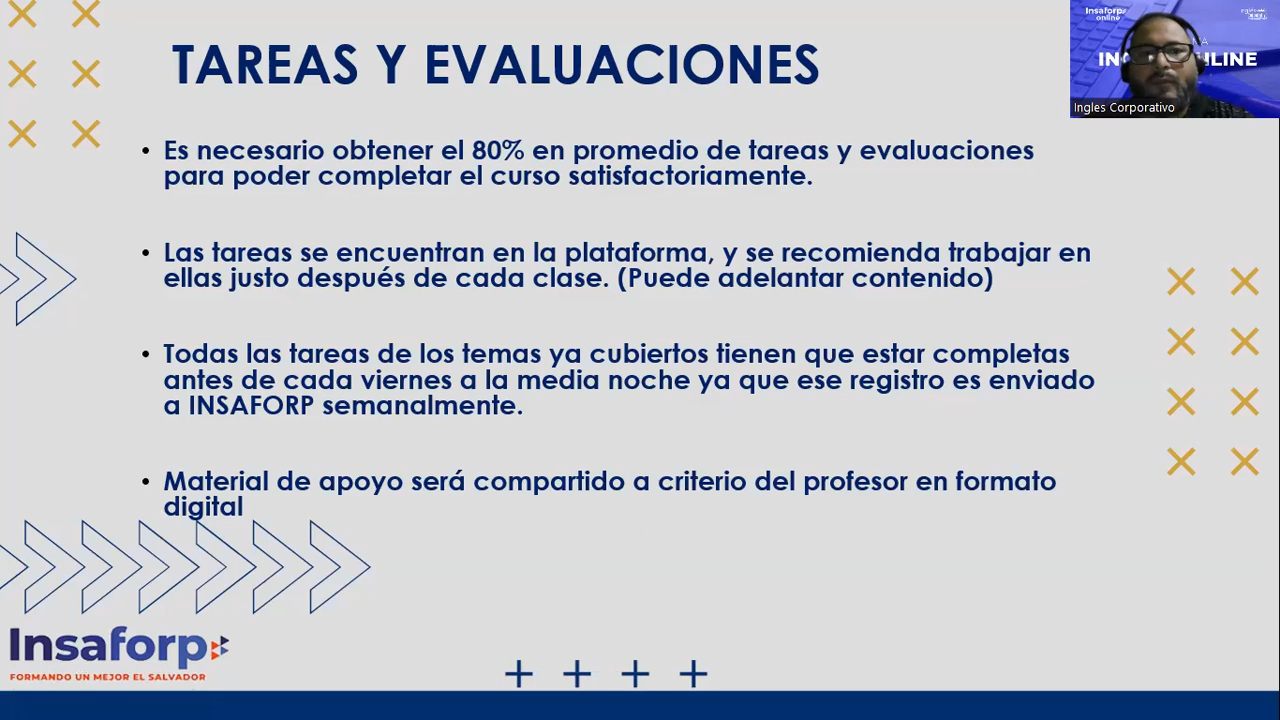 TAREAS Y EVALUACIONES
Insaforp
online
INGLES ONLINE
Ingles Corporativo
• Es necesario obtener el 80% en promedio de tareas y evaluaciones
para poder completar el curso satisfactoriamente.
• Las tareas se encuentran en la plataforma, y se recomienda trabajar en
ellas justo después de cada clase. (Puede adelantar contenido)
• Todas las tareas de los temas ya cubiertos tienen que estar completas
antes de cada viernes a la media noche ya que ese registro es enviado
a INSAFORP semanalmente.
• Material de apoyo será compartido a criterio del profesor en formato
digital
Insaforp
FORMANDO UN MEJOR EL SALVADOR